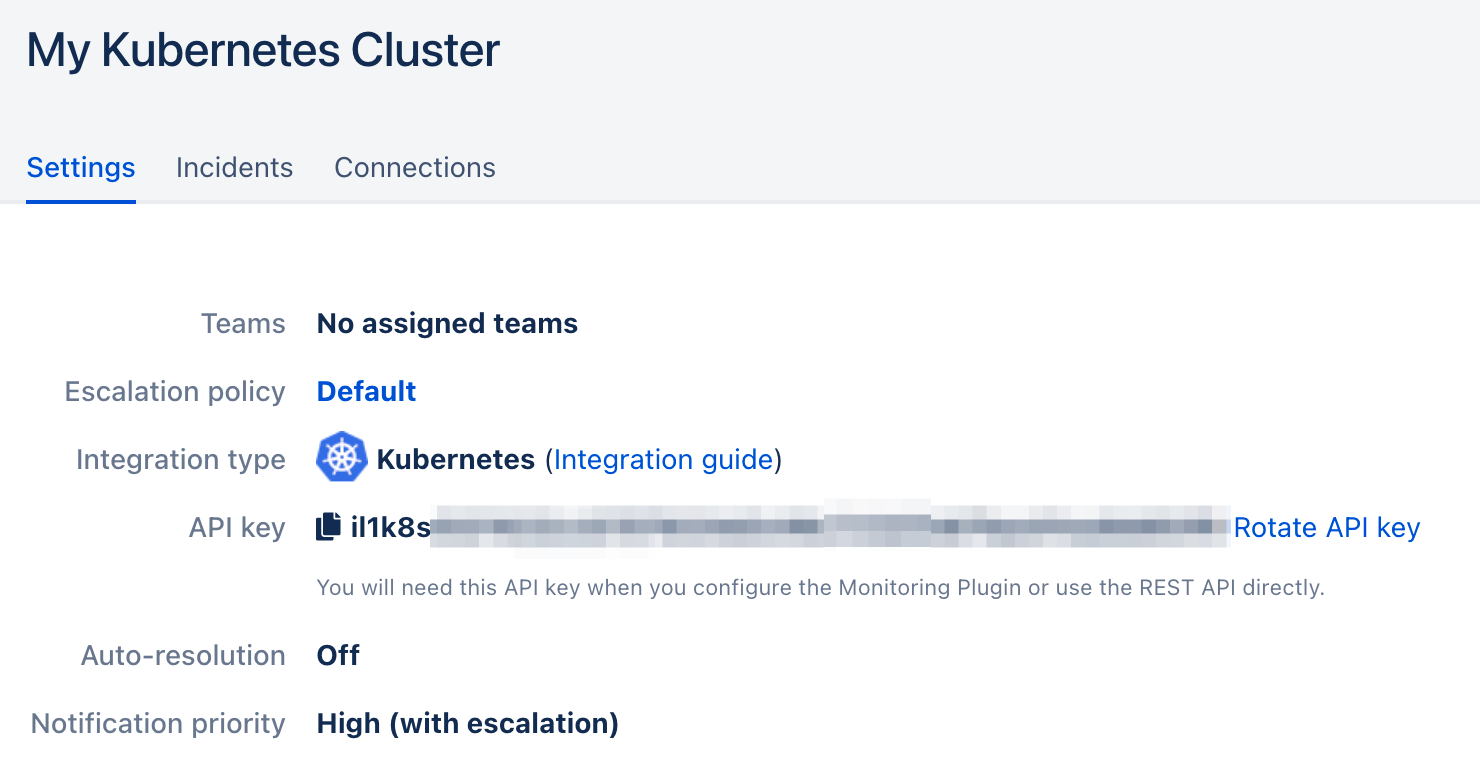 My Kubernetes Cluster
Settings Incidents Connections
Teams No assigned teams
Escalation policy Default
Integration type Kubernetes (Integration guide)
API key il1k8s Rotate API key
You will need this API key when you configure the Monitoring Plugin or use the REST API directly.
Auto-resolution Off
Notification priority High (with escalation)